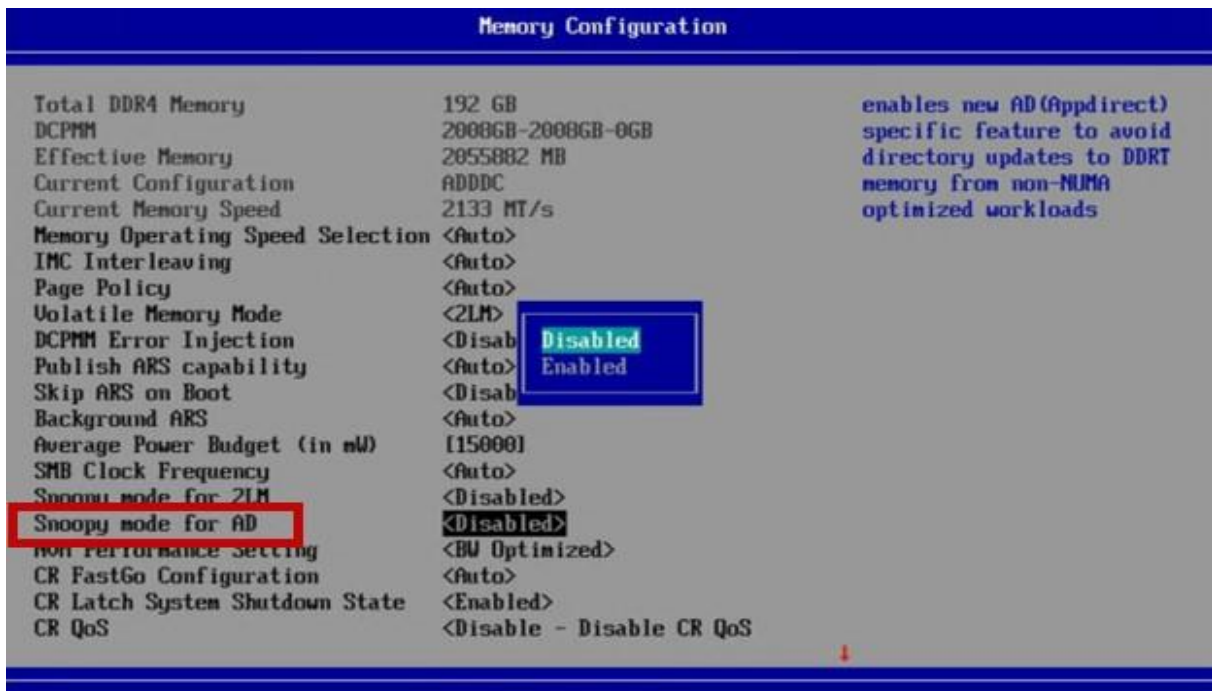 Memory Configuration
Total DDR4 Memory 192 GB
DCPMM 2008GB-2008GB-0GB
Effective Memory 2055882 MB
Current Configuration ADDDC
Current Memory Speed 2133 MT/s
Memory Operating Speed Selection <Auto>
IMC Interleaving <Auto>
Page Policy <Auto>
Volatile Memory Mode <2LM>
DCPMM Error Injection <Disab
Publish ARS capability <Auto>
Skip ARS on Boot <Disab
Background ARS <Auto>
Average Power Budget (in mW) [15000]
SMB Clock Frequency <Auto>
Snoopy mode for 2LM <Disabled>
Snoopy mode for AD <Disabled>
NVM Performance Setting <BW Optimized>
CR FastGo Configuration <Auto>
CR Latch System Shutdown State <Enabled>
CR QoS <Disable - Disable CR QoS
Disabled
Enabled
enables new AD(Appdirect)
specific feature to avoid
directory updates to DDRT
memory from non-NUMA
optimized workloads